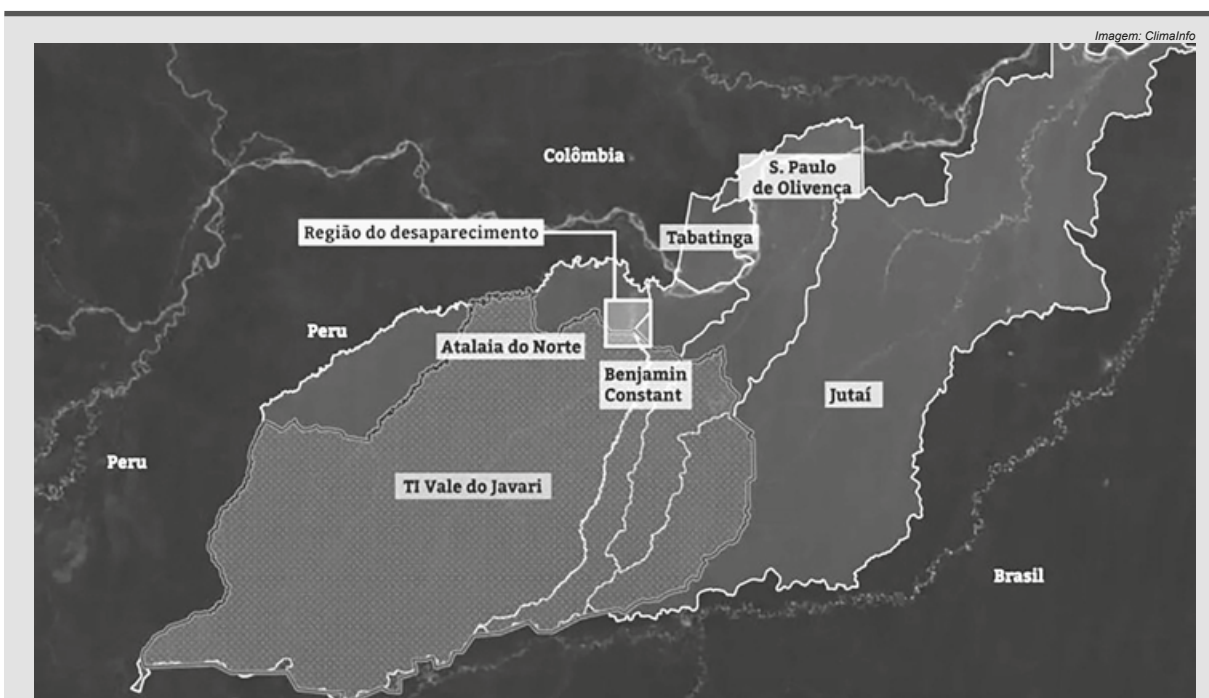 Imagem: ClimaInfo
Colômbia
S. Paulo
de Olivença
Região do desaparecimento
Tabatinga
Peru
Atalaia do Norte
Benjamin
Constant
Jutaí
Peru
TI Vale do Javari
Brasil